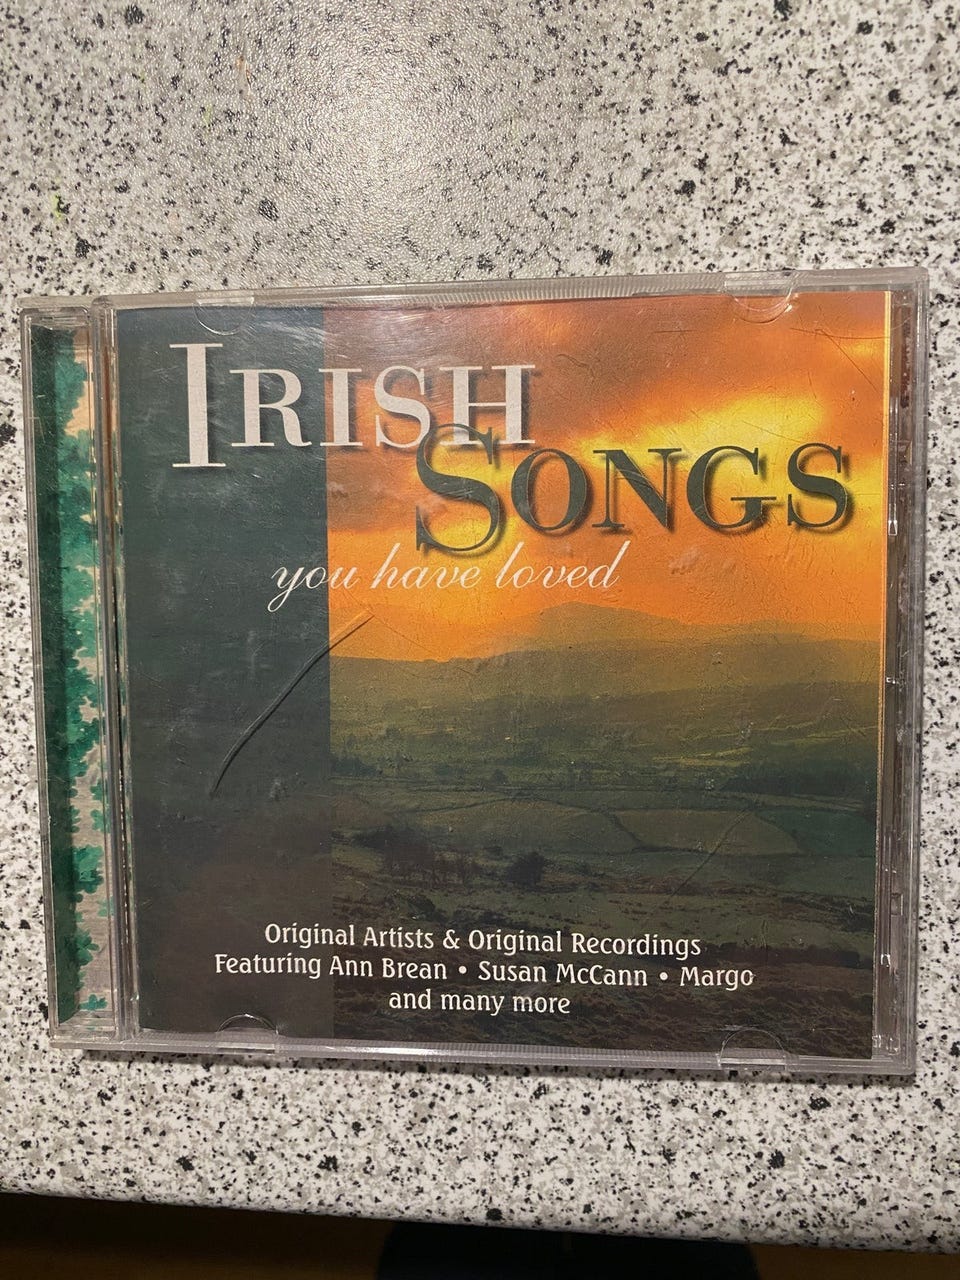 IRISH
SONGS
you have loved
Original Artists & Original Recordings
Featuring Ann Brean • Susan McCann • Margo
and many more